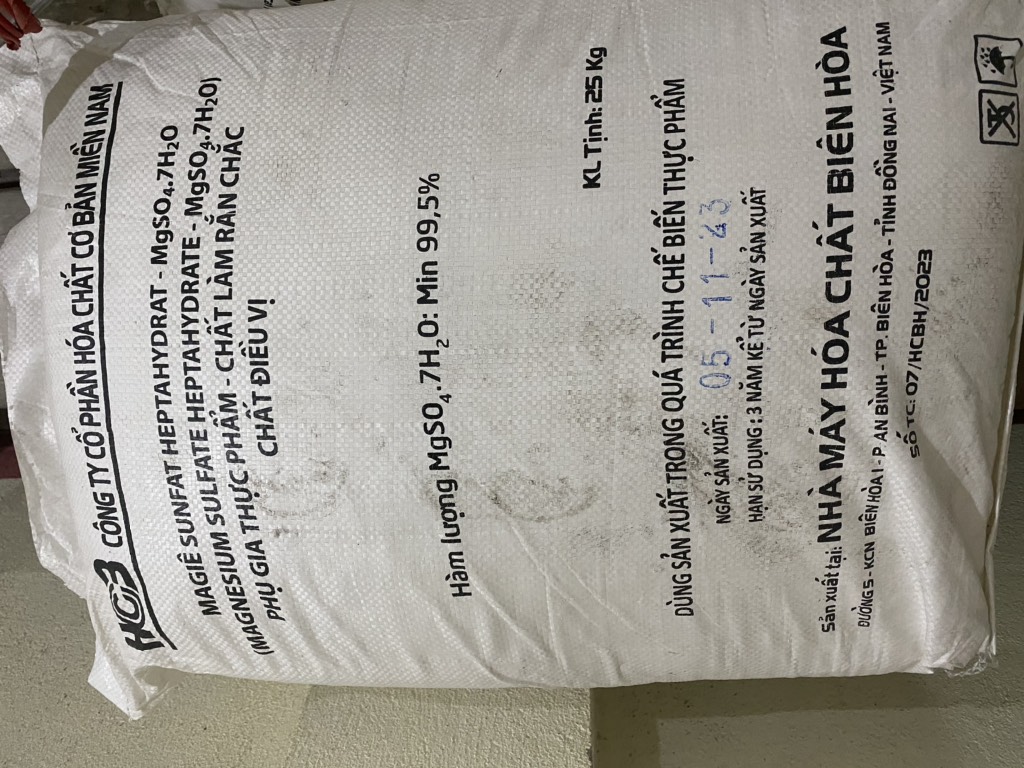 HCB CÔNG TY CỔ PHẦN HÓA CHẤT CƠ BẢN MIỀN NAM
MAGIÊ SUNFAT HEPTAHYDRAT - MgSO₄.7H₂O
(MAGNESIUM SULFATE HEPTAHYDRATE - MgSO₄.7H₂O)
PHỤ GIA THỰC PHẨM - CHẤT LÀM RẮN CHẮC
CHẤT ĐIỀU VỊ
Hàm lượng MgSO₄.7H₂O: Min 99,5%
KL Tịnh: 25 Kg
DÙNG SẢN XUẤT TRONG QUÁ TRÌNH CHẾ BIẾN THỰC PHẨM
NGÀY SẢN XUẤT: 05-11-23
HẠN SỬ DỤNG : 3 NĂM KỂ TỪ NGÀY SẢN XUẤT
Sản xuất tại: NHÀ MÁY HÓA CHẤT BIÊN HÒA
ĐƯỜNG 5 - KCN BIÊN HÒA I - P. AN BÌNH - TP. BIÊN HÒA - TỈNH ĐỒNG NAI - VIỆT NAM
SỐ TC: 07/HCBH/2023